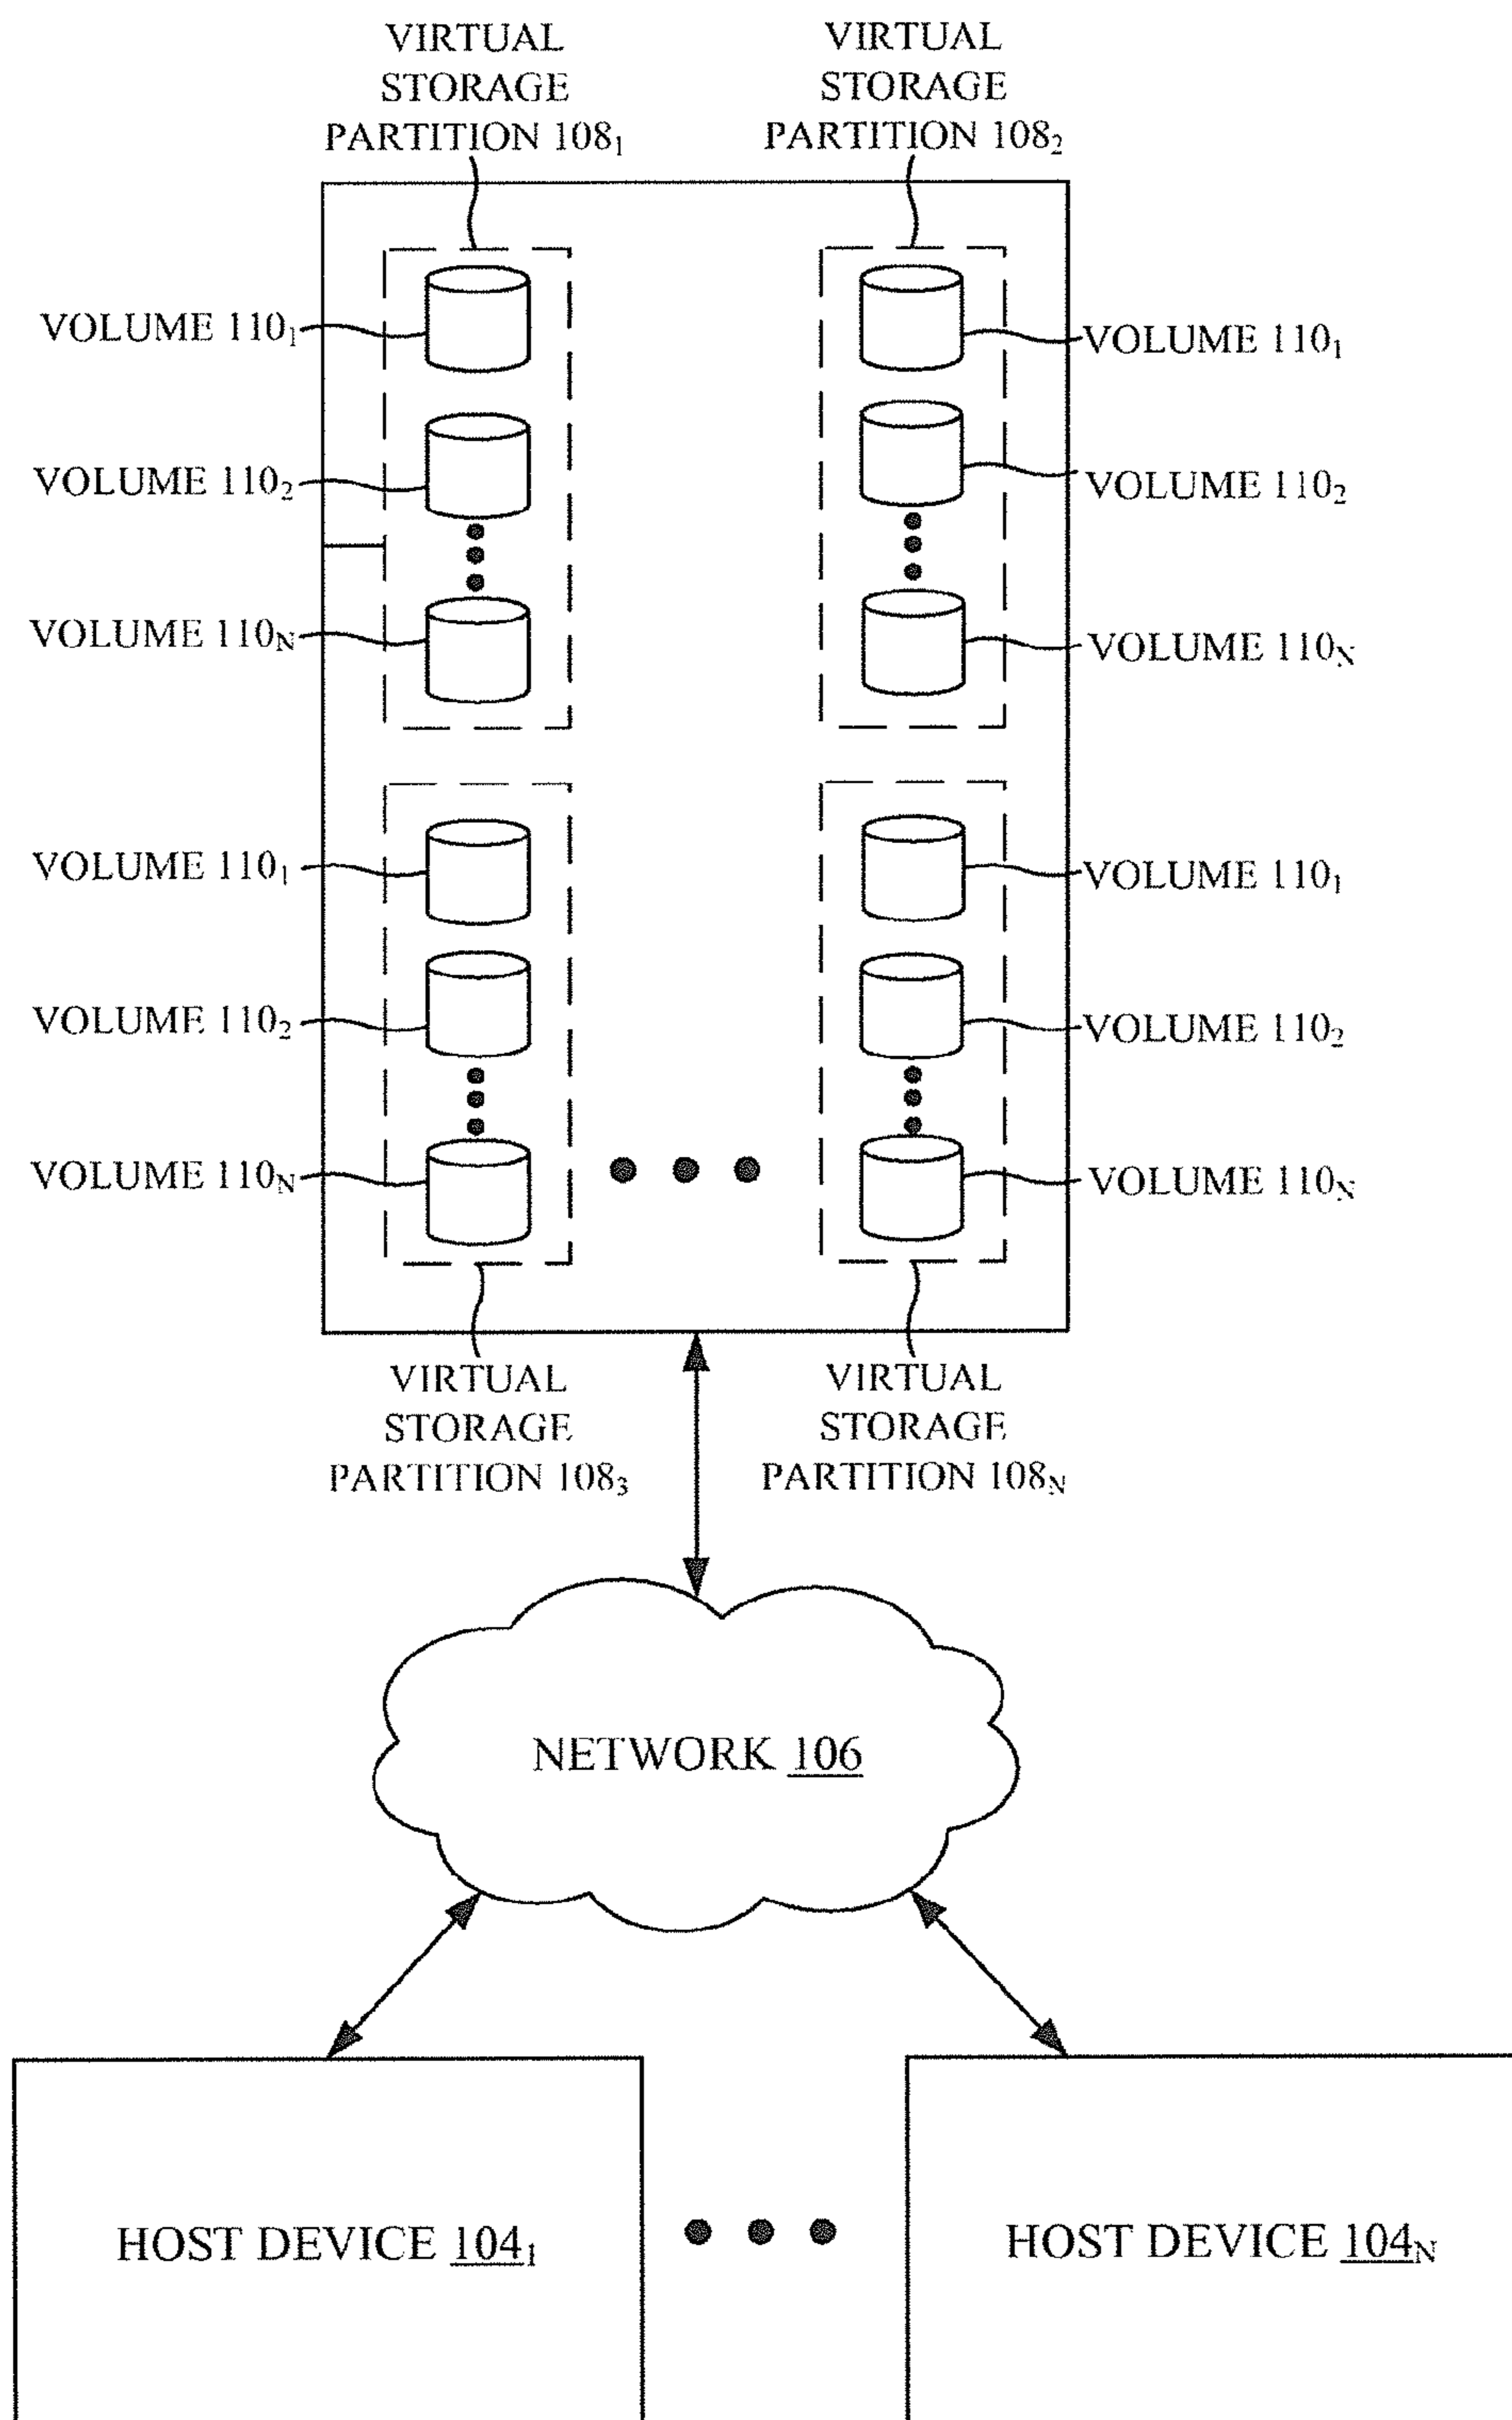 VIRTUAL
STORAGE
PARTITION 108₁
VIRTUAL
STORAGE
PARTITION 108₂
VOLUME 110₁
VOLUME 110₁
VOLUME 110₂
VOLUME 110₂
VOLUME 110N
VOLUME 110N
VOLUME 110₁
VOLUME 110₁
VOLUME 110₂
VOLUME 110₂
VOLUME 110N
VOLUME 110N
VIRTUAL
STORAGE
PARTITION 108₃
VIRTUAL
STORAGE
PARTITION 108N
NETWORK 106
HOST DEVICE 104₁
HOST DEVICE 104N